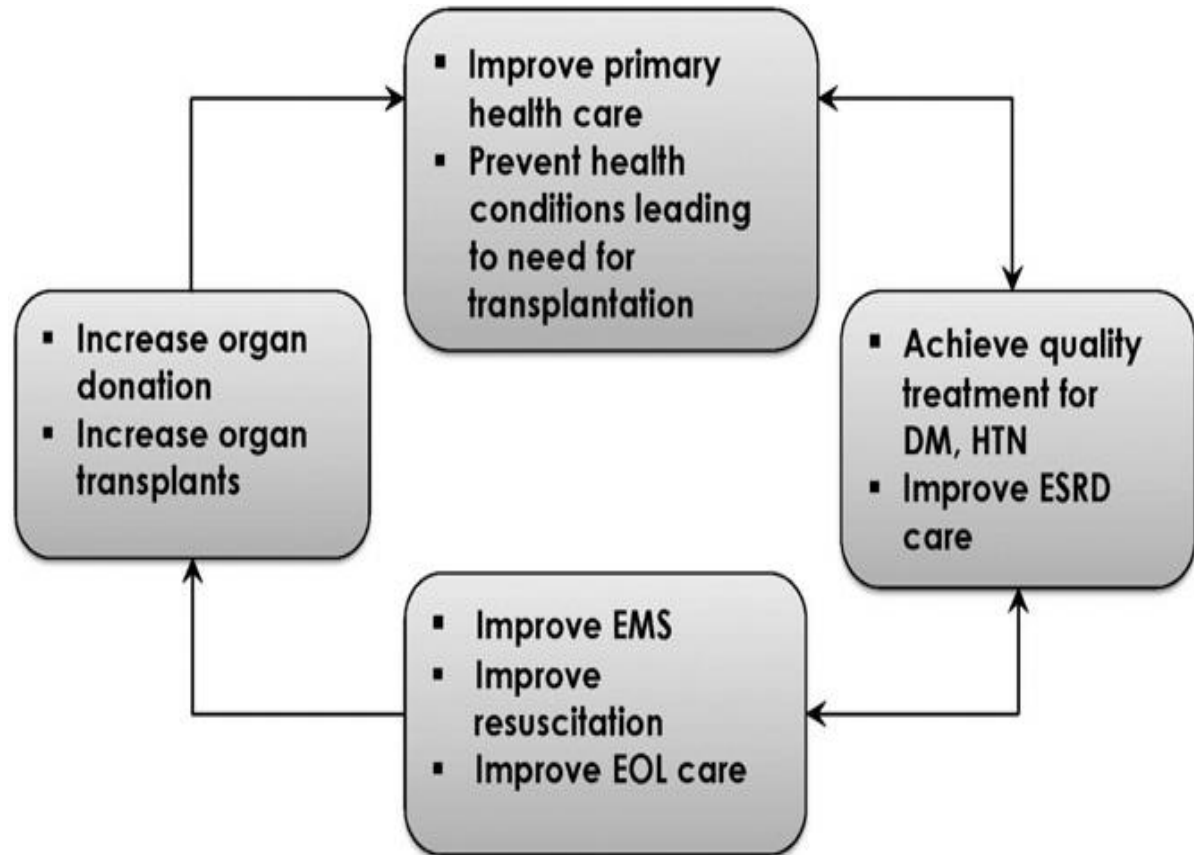 ▪ Improve primary
health care
▪ Prevent health
conditions leading
to need for
transplantation
▪ Increase organ
donation
▪ Increase organ
transplants
▪ Achieve quality
treatment for
DM, HTN
▪ Improve ESRD
care
▪ Improve EMS
▪ Improve
resuscitation
▪ Improve EOL care